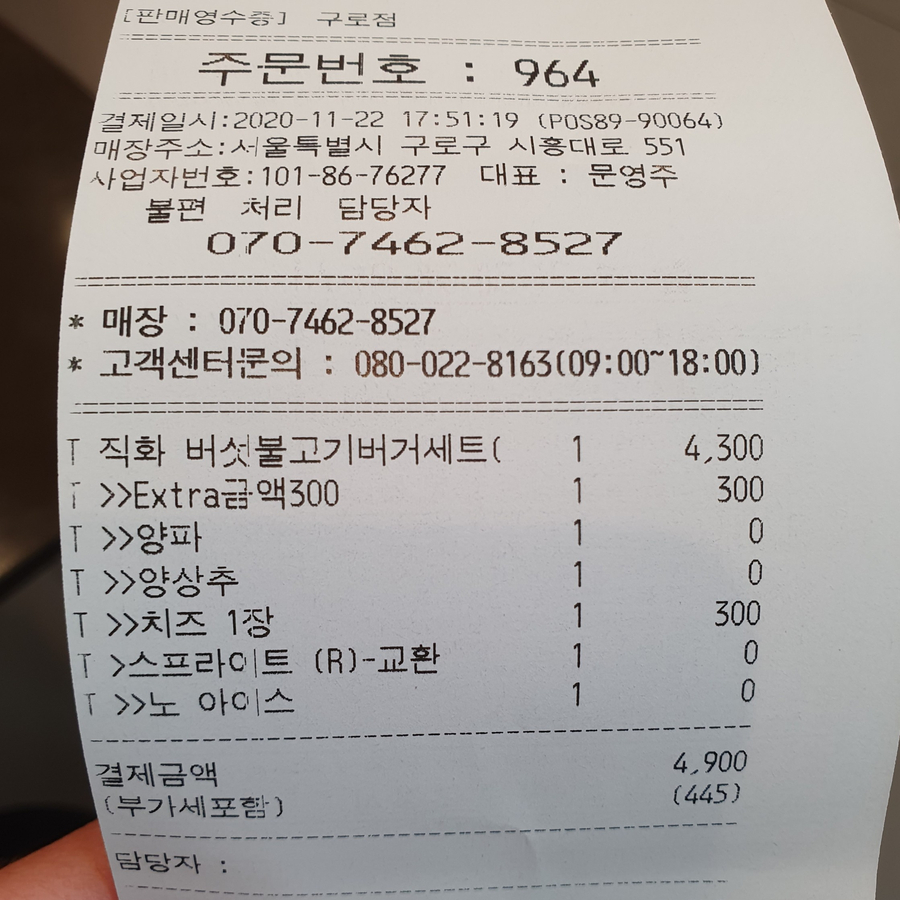 [판매영수증] 구로점
주문번호 : 964
결제일시:2020-11-22 17:51:19 (POS89-90064)
매장주소:서울특별시 구로구 시흥대로 551
사업자번호:101-86-76277 대표 : 문영주
불편 처리 담당자
070-7462-8527
* 매장 : 070-7462-8527
* 고객센터문의 : 080-022-8163(09:00~18:00)
T 직화 버섯불고기버거세트( 1 4,300
T >>Extra금액300 1 300
T >>양파 1 0
T >>양상추 1 0
T >>치즈 1장 1 300
T >스프라이트 (R)-교환 1 0
T >>노 아이스 1 0
결제금액 4,900
(부가세포함) (445)
담당자 :